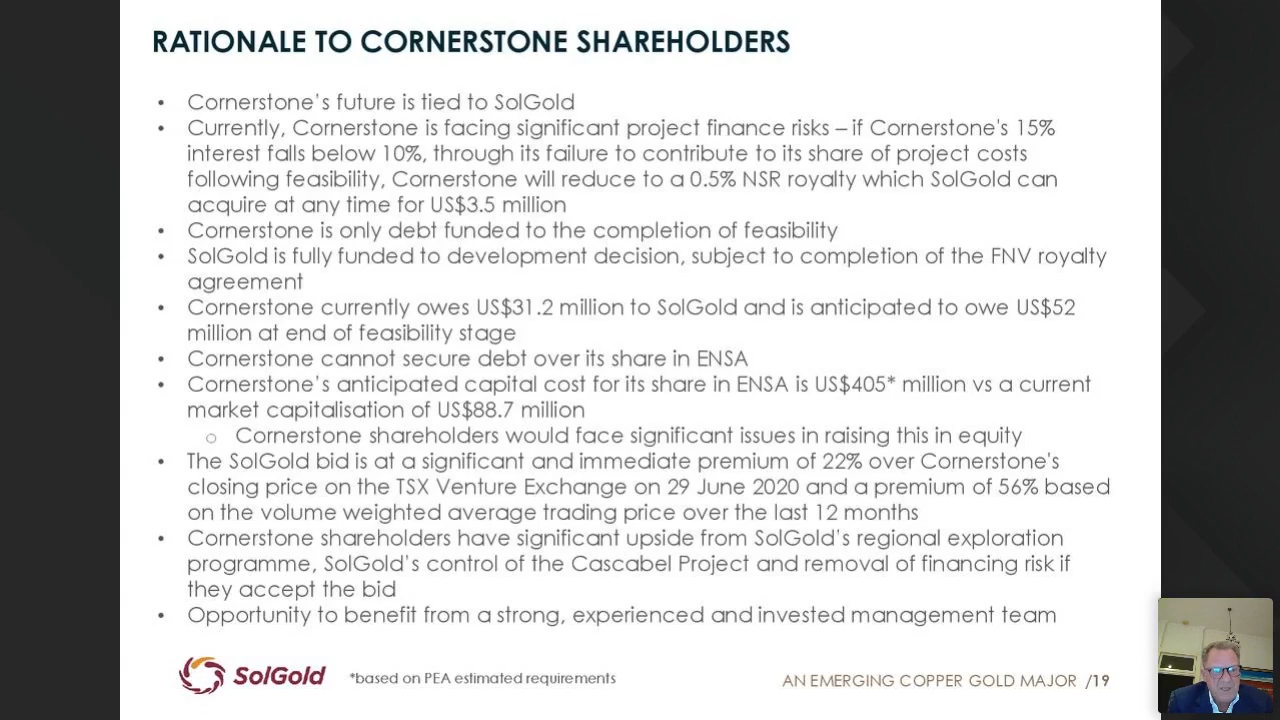 RATIONALE TO CORNERSTONE SHAREHOLDERS
• Cornerstone's future is tied to SolGold
• Currently, Cornerstone is facing significant project finance risks – if Cornerstone's 15%
interest falls below 10%, through its failure to contribute to its share of project costs
following feasibility, Cornerstone will reduce to a 0.5% NSR royalty which SolGold can
acquire at any time for US$3.5 million
• Cornerstone is only debt funded to the completion of feasibility
• SolGold is fully funded to development decision, subject to completion of the FNV royalty
agreement
• Cornerstone currently owes US$31.2 million to SolGold and is anticipated to owe US$52
million at end of feasibility stage
• Cornerstone cannot secure debt over its share in ENSA
• Cornerstone's anticipated capital cost for its share in ENSA is US$405* million vs a current
market capitalisation of US$88.7 million
○ Cornerstone shareholders would face significant issues in raising this in equity
• The SolGold bid is at a significant and immediate premium of 22% over Cornerstone's
closing price on the TSX Venture Exchange on 29 June 2020 and a premium of 56% based
on the volume weighted average trading price over the last 12 months
• Cornerstone shareholders have significant upside from SolGold's regional exploration
programme, SolGold's control of the Cascabel Project and removal of financing risk if
they accept the bid
• Opportunity to benefit from a strong, experienced and invested management team
SolGold
*based on PEA estimated requirements
AN EMERGING COPPER GOLD MAJOR /19